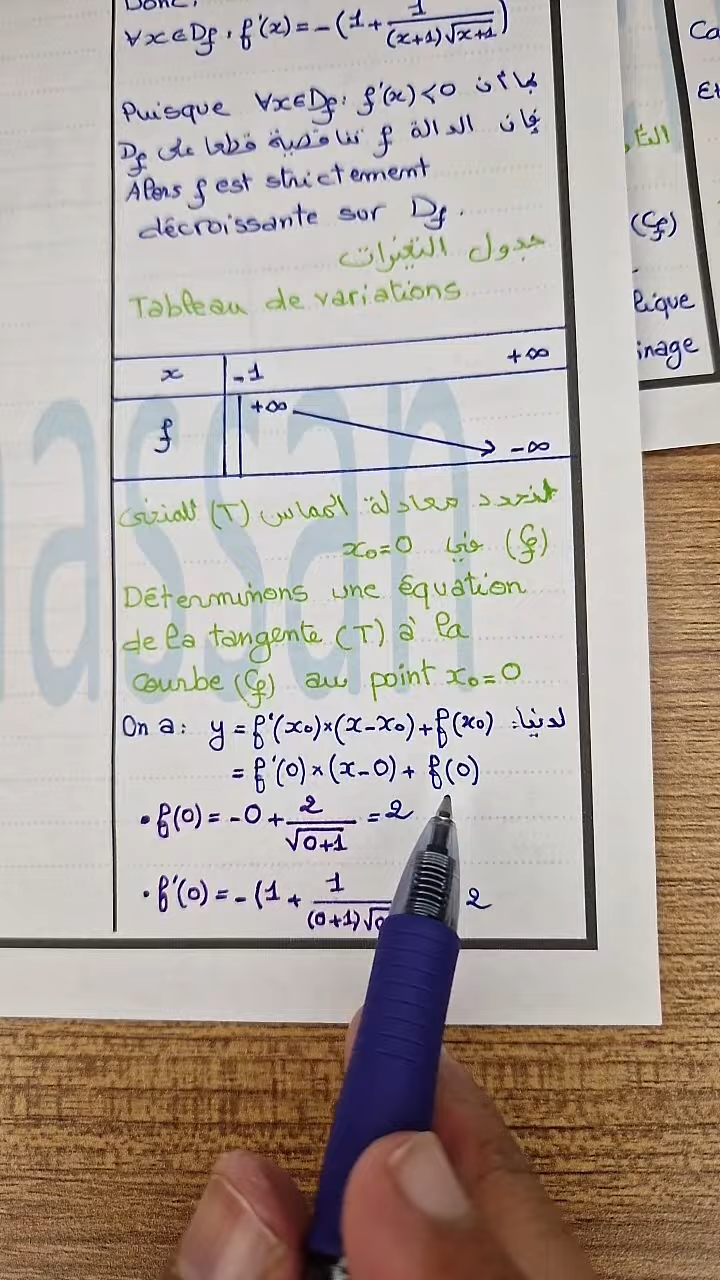 Donc,
∀x∈Df, f'(x) = -(1 + 1/((x+1)√x+1))
Puisque ∀x∈Df: f'(x) < 0 بما أن
فإن الدالة f تناقصية قطعا على Df
Alors f est strictement
décroissante sur Df.
جدول التغيرات
Tableau de variations
x -1 +∞
f +∞ -∞
لنحدد معادلة المماس (T) للمنحنى
(Cf) في x₀=0
Déterminons une équation
de la tangente (T) à la
courbe (Cf) au point x₀=0
On a: y = f'(x₀)×(x-x₀)+f(x₀) لدينا:
= f'(0)×(x-0)+ f(0)
• f(0) = -0 + 2/√0+1 = 2
• f'(0) = -(1 + 1/((0+1)√0 2
Ca
Et
(Cf)
lique
inage
hassan